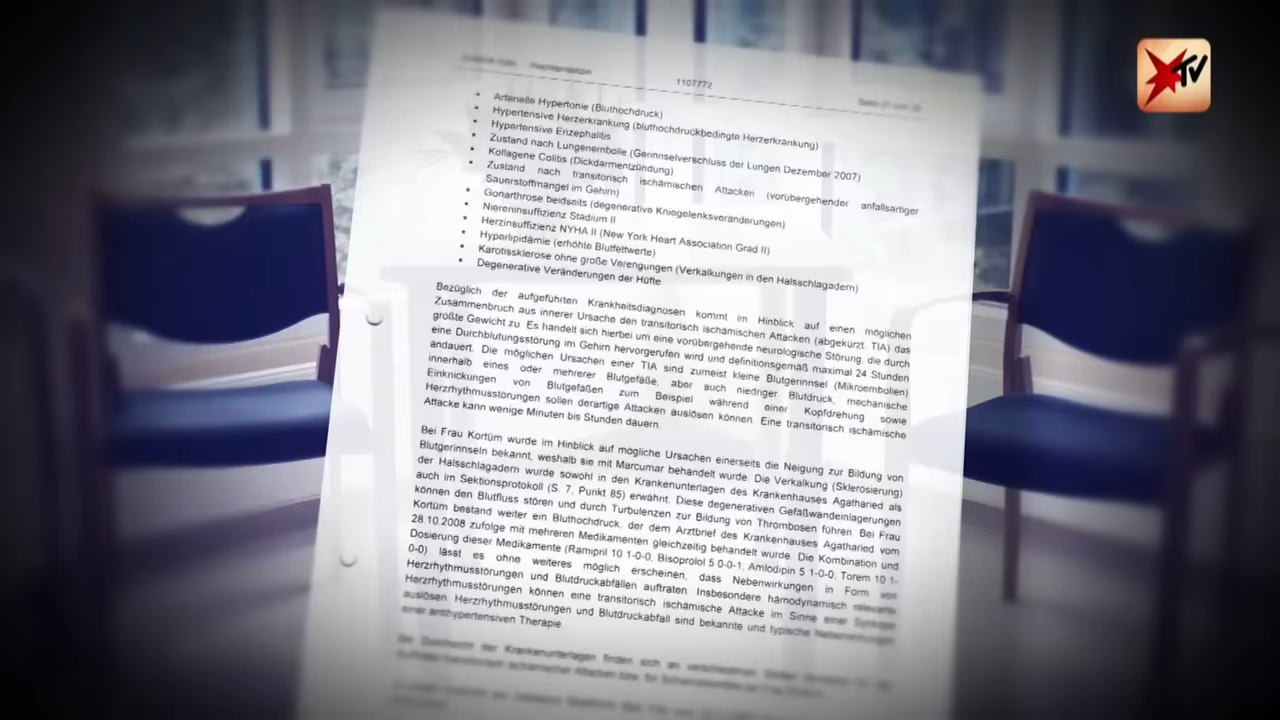 TV
Rechtsmedizin 1107772
• Arterielle Hypertonie (Bluthochdruck)
• Hypertensive Herzerkrankung (bluthochdruckbedingte Herzerkrankung)
• Hypertensive Enzephalitis
• Zustand nach Lungenembolie (Gerinnselverschluss der Lungen Dezember 2007)
• Kollagene Colitis (Dickdarmentzündung)
• Zustand nach transitorisch ischämischen Attacken (vorübergehender anfallsartiger
Sauerstoffmangel im Gehirn)
• Gonarthrose beidseits (degenerative Kniegelenksveränderungen)
• Niereninsuffizienz Stadium II
• Herzinsuffizienz NYHA II (New York Heart Association Grad II)
• Hyperlipidämie (erhöhte Blutfettwerte)
• Karotissklerose ohne große Verengungen (Verkalkungen in den Halsschlagadern)
• Degenerative Veränderungen der Hüfte
Bezüglich der aufgeführten Krankheitsdiagnosen kommt im Hinblick auf einen möglichen
Zusammenbruch aus innerer Ursache den transitorisch ischämischen Attacken (abgekürzt. TIA) das
größte Gewicht zu. Es handelt sich hierbei um eine vorübergehende neurologische Störung, die durch
eine Durchblutungsstörung im Gehirn hervorgerufen wird und definitionsgemäß maximal 24 Stunden
andauert. Die möglichen Ursachen einer TIA sind zumeist kleine Blutgerinnsel (Mikroembolien)
innerhalb eines oder mehrerer Blutgefäße, aber auch niedriger Blutdruck, mechanische
Einknickungen von Blutgefäßen zum Beispiel während einer Kopfdrehung sowie
Herzrhythmusstörungen sollen derartige Attacken auslösen können. Eine transitorisch ischämische
Attacke kann wenige Minuten bis Stunden dauern.
Bei Frau Kortüm wurde im Hinblick auf mögliche Ursachen einerseits die Neigung zur Bildung von
Blutgerinnseln bekannt, weshalb sie mit Marcumar behandelt wurde. Die Verkalkung (Sklerosierung)
der Halsschlagadern wurde sowohl in den Krankenunterlagen des Krankenhauses Agatharied als
auch im Sektionsprotokoll (S. 7, Punkt 85) erwähnt. Diese degenerativen Gefäßwandeinlagerungen
können den Blutfluss stören und durch Turbulenzen zur Bildung von Thrombosen führen. Bei Frau
Kortüm bestand weiter ein Bluthochdruck, der dem Arztbrief des Krankenhauses Agatharied vom
28.10.2008 zufolge mit mehreren Medikamenten gleichzeitig behandelt wurde. Die Kombination und
Dosierung dieser Medikamente (Ramipril 10 1-0-0; Bisoprolol 5 0-0-1; Amlodipin 5 1-0-0; Torem 10 1-
0-0) lässt es ohne weiteres möglich erscheinen, dass Nebenwirkungen in Form von
Herzrhythmusstörungen und Blutdruckabfällen auftraten. Insbesondere hämodynamisch relevante
Herzrhythmusstörungen können eine transitorisch ischämische Attacke im Sinne einer Synkope
auslösen. Herzrhythmusstörungen und Blutdruckabfall sind bekannte und typische Nebenwirkungen
einer antihypertensiven Therapie.
der Krankenunterlagen finden sich an verschiedenen